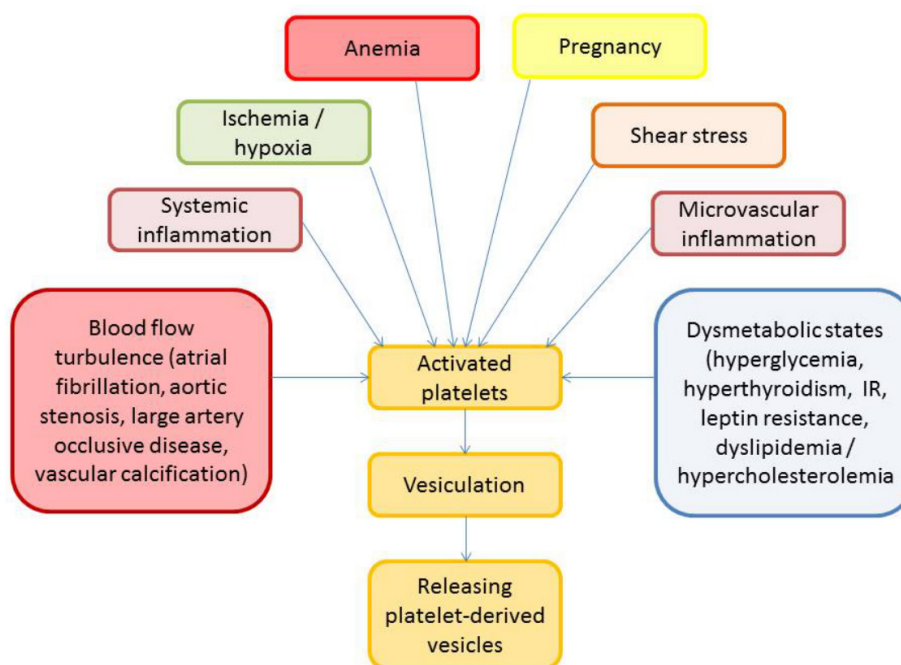 Anemia
Pregnancy
Ischemia /
hypoxia
Shear stress
Systemic
inflammation
Microvascular
inflammation
Blood flow
turbulence (atrial
fibrillation, aortic
stenosis, large artery
occlusive disease,
vascular calcification)
Activated
platelets
Dysmetabolic states
(hyperglycemia,
hyperthyroidism, IR,
leptin resistance,
dyslipidemia /
hypercholesterolemia
Vesiculation
Releasing
platelet-derived
vesicles